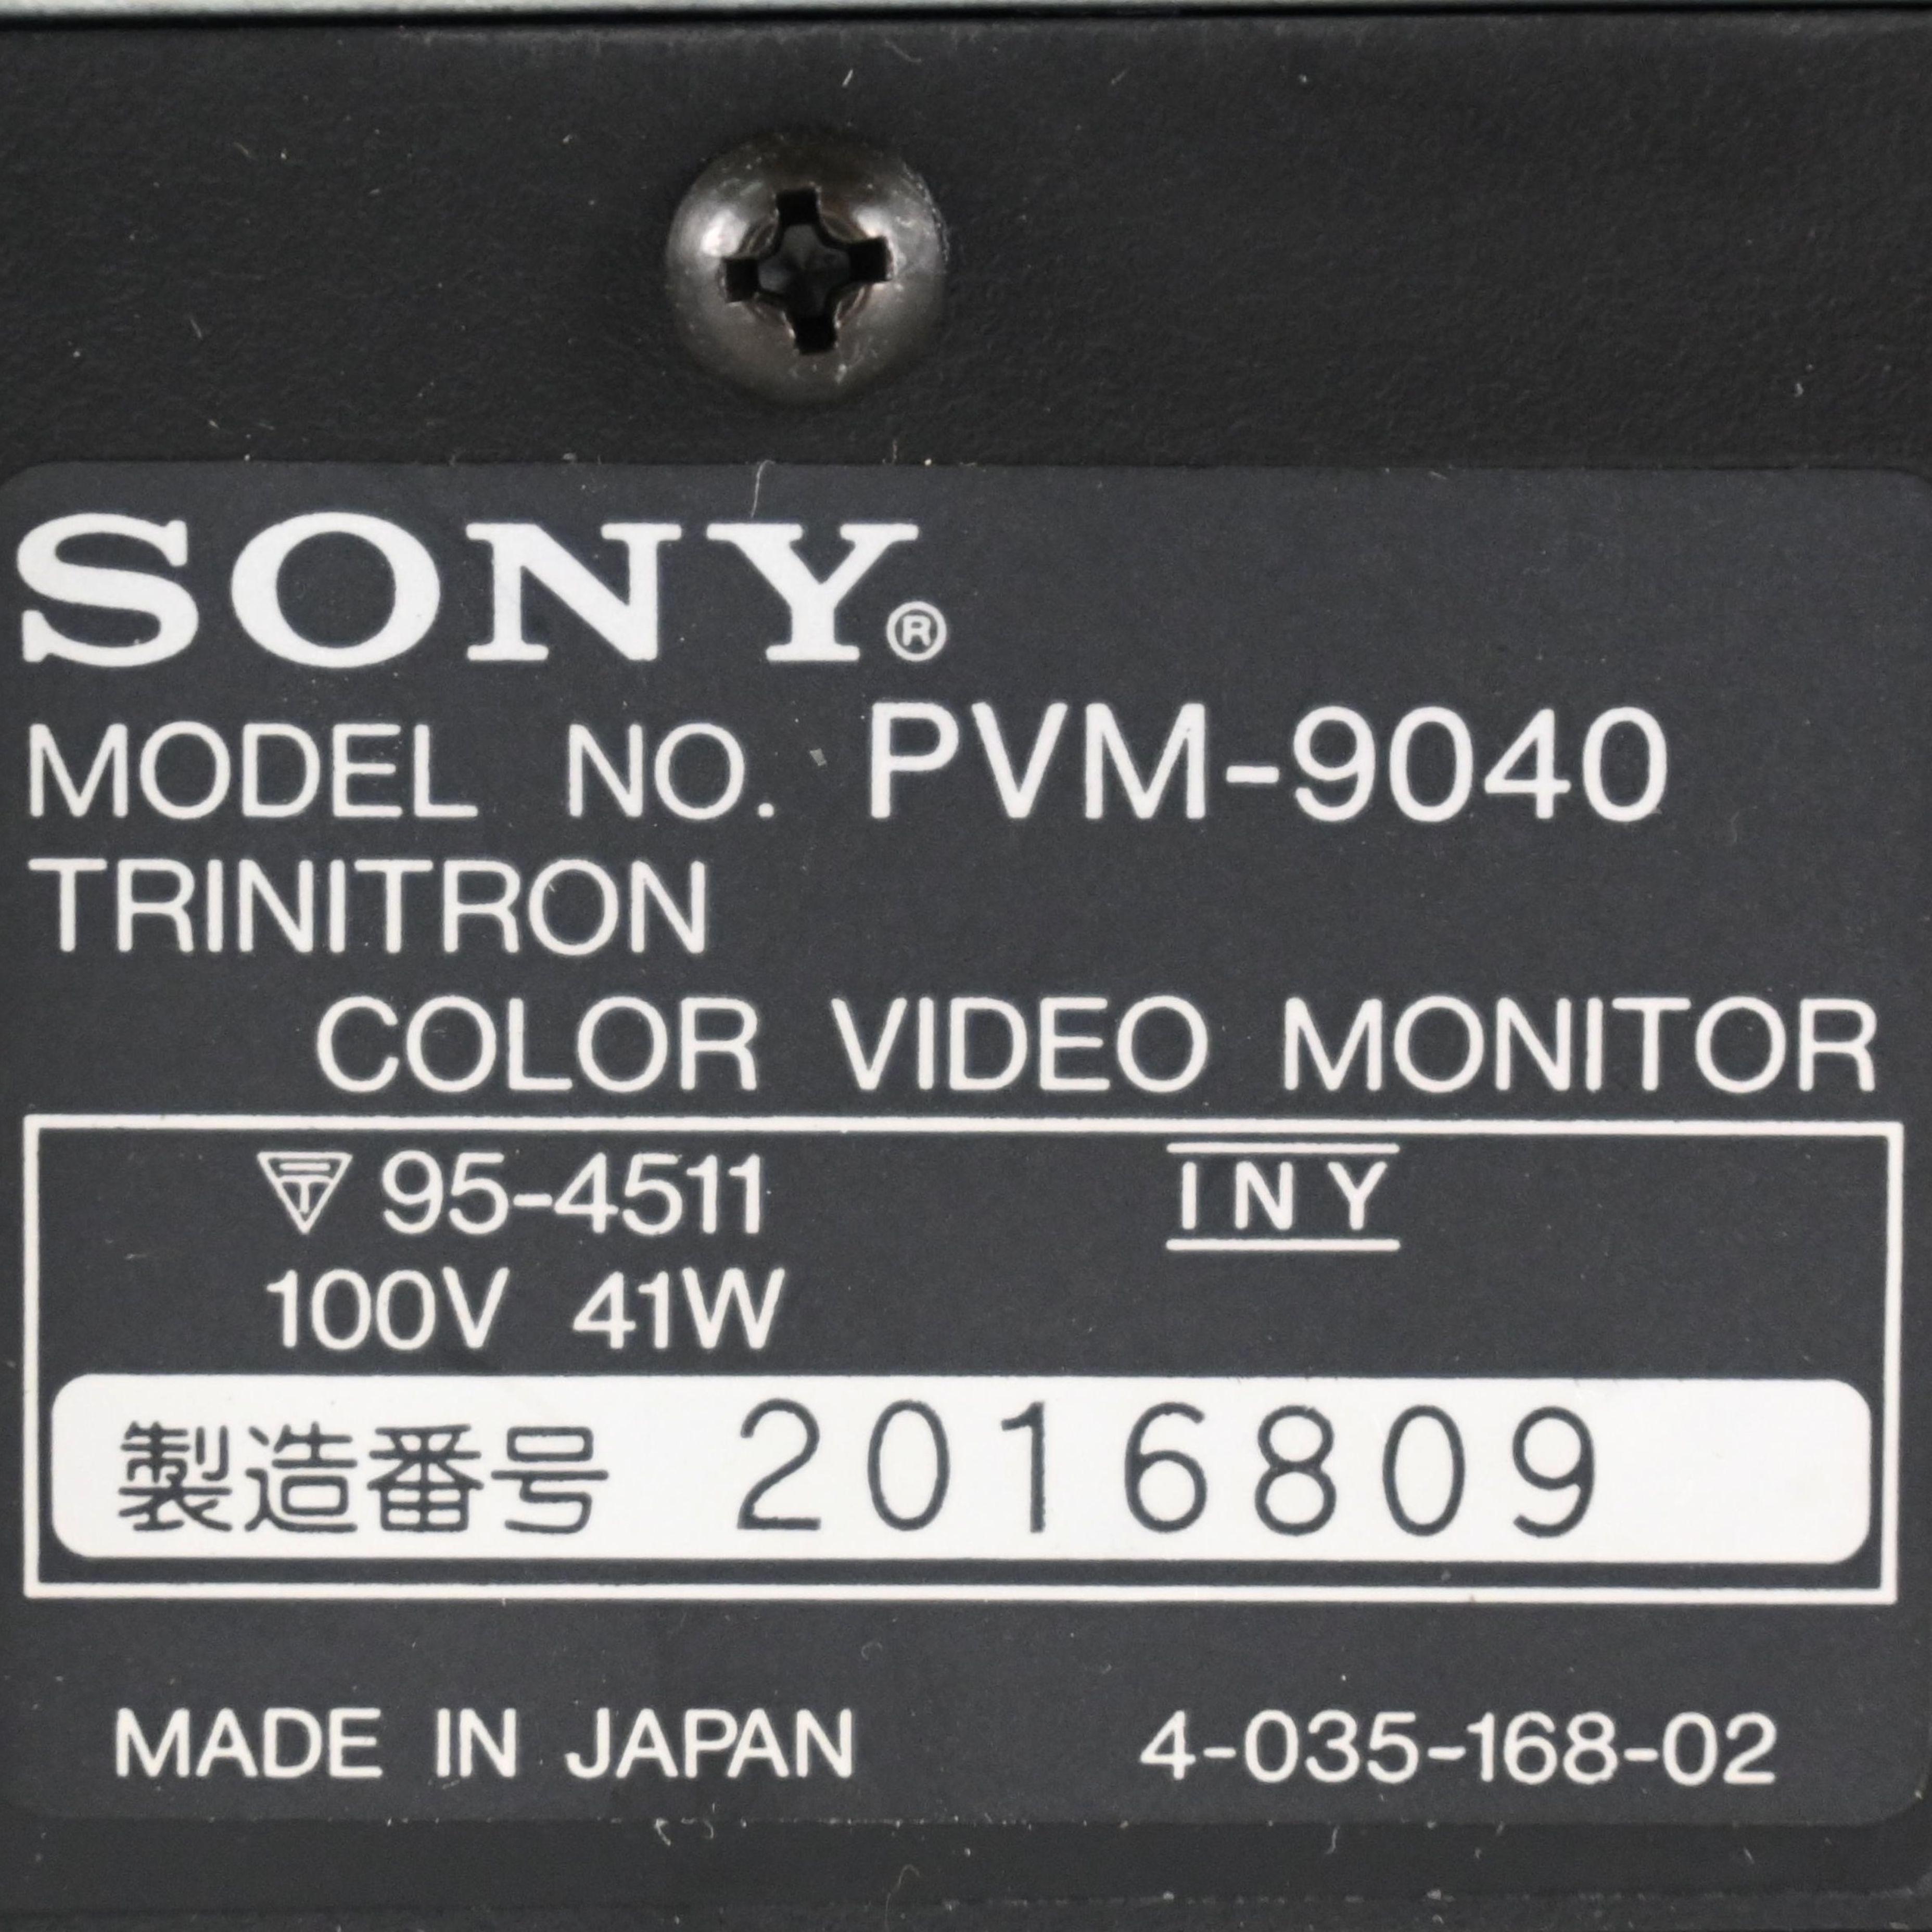 SONY®
MODEL NO. PVM-9040
TRINITRON
COLOR VIDEO MONITOR
95-4511 INY
100V 41W
製造番号 2016809
MADE IN JAPAN 4-035-168-02